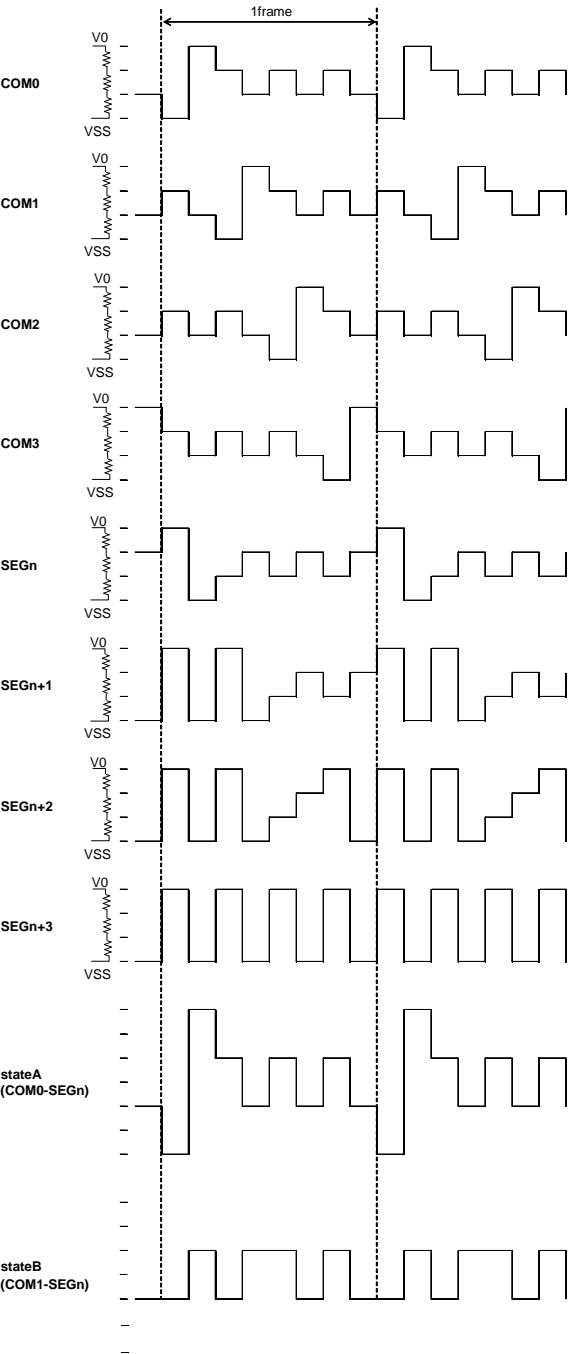 1frame
V0
COM0
VSS
V0
COM1
VSS
V0
COM2
VSS
V0
COM3
VSS
V0
SEGn
VSS
V0
SEGn+1
VSS
V0
SEGn+2
VSS
V0
SEGn+3
VSS
stateA
(COM0-SEGn)
stateB
(COM1-SEGn)